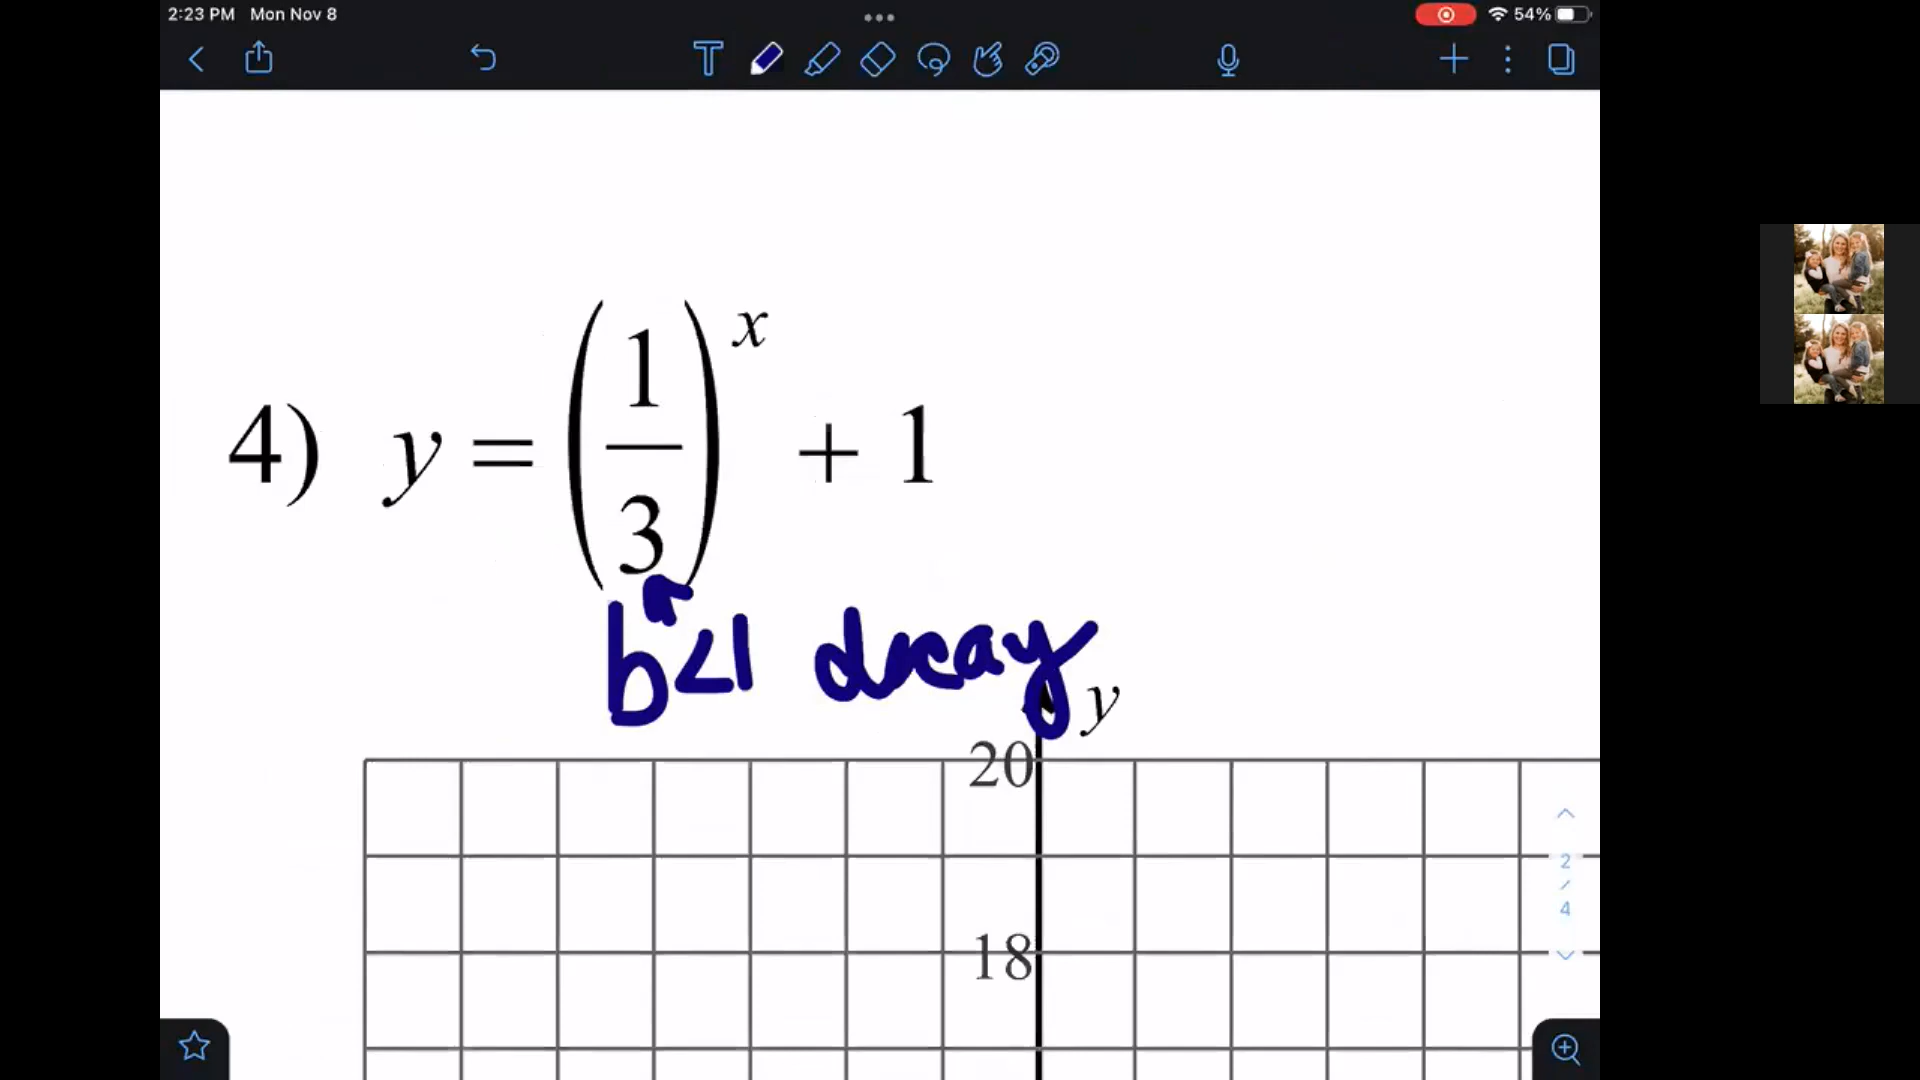 2:23 PM Mon Nov 8
54%
4) y = (1/3)^x + 1
b<1 decay
y
20
18
2
/
4